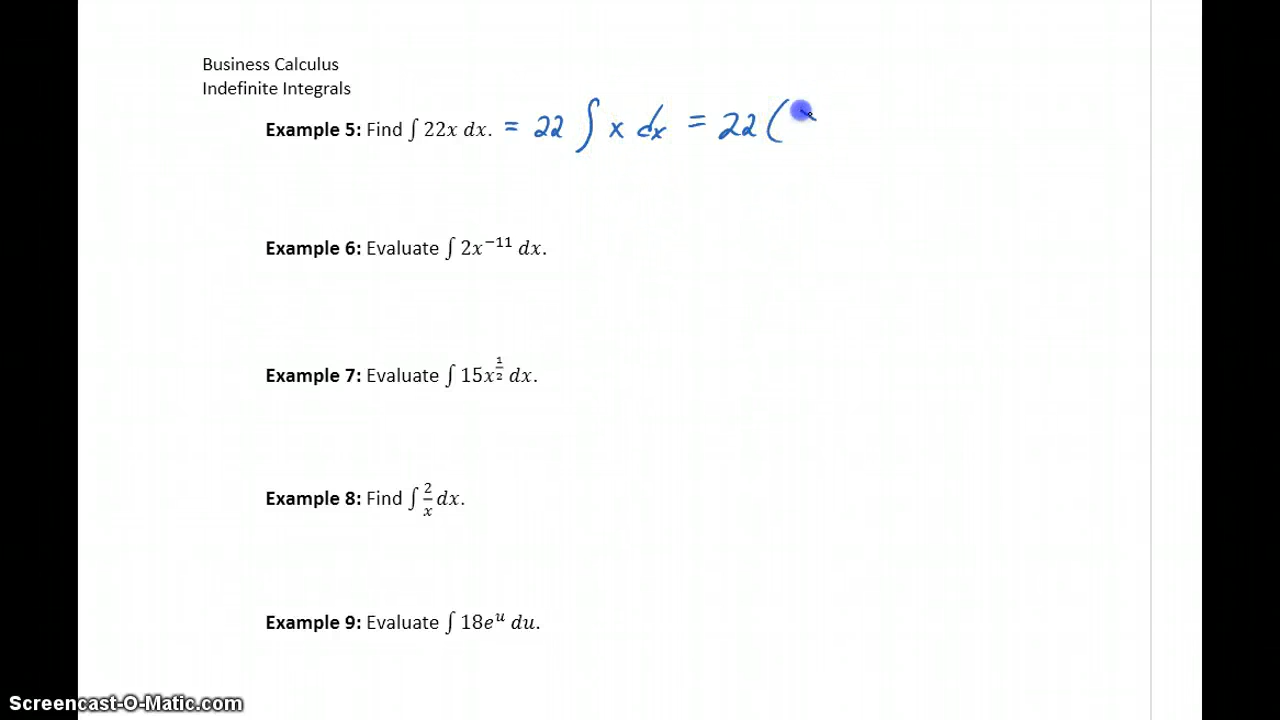 Business Calculus
Indefinite Integrals
Example 5: Find ∫ 22x dx. = 22 ∫ x dx = 22 (
Example 6: Evaluate ∫ 2x⁻¹¹ dx.
Example 7: Evaluate ∫ 15x^(1/2) dx.
Example 8: Find ∫ 2/x dx.
Example 9: Evaluate ∫ 18eᵘ du.
Screencast-O-Matic.com